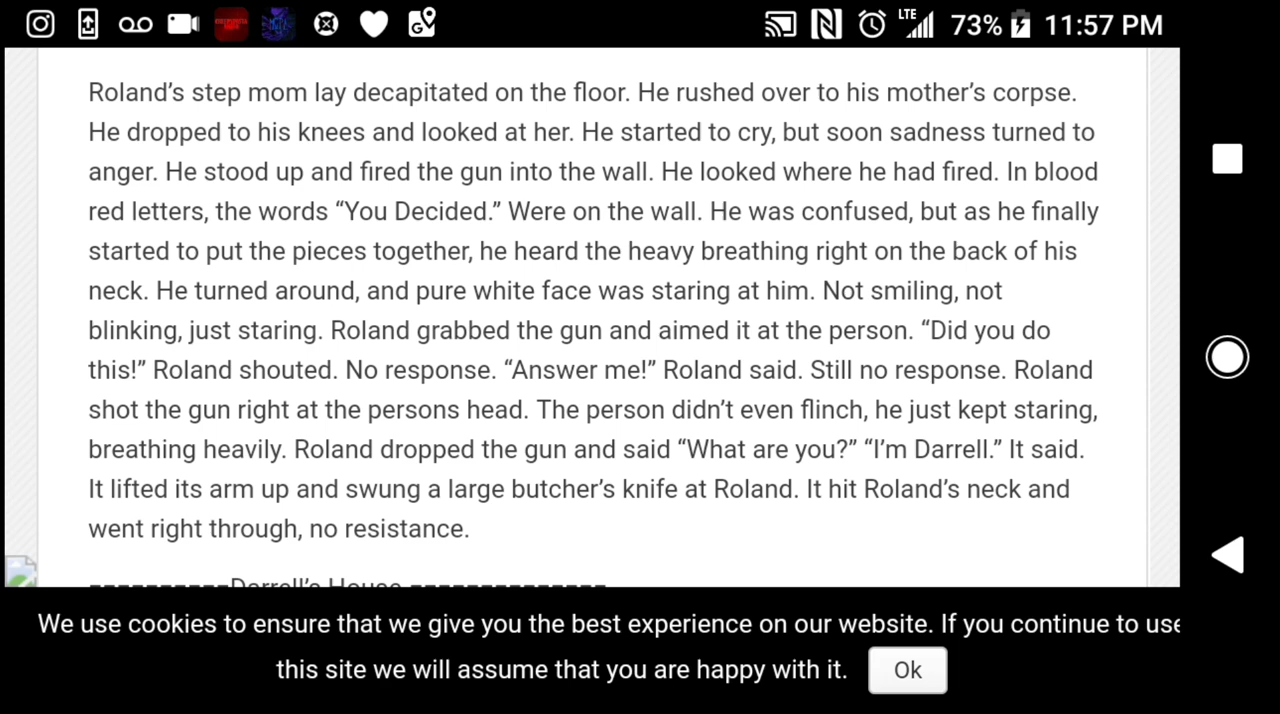 LTE 73% 11:57 PM
Roland’s step mom lay decapitated on the floor. He rushed over to his mother’s corpse.
He dropped to his knees and looked at her. He started to cry, but soon sadness turned to
anger. He stood up and fired the gun into the wall. He looked where he had fired. In blood
red letters, the words “You Decided.” Were on the wall. He was confused, but as he finally
started to put the pieces together, he heard the heavy breathing right on the back of his
neck. He turned around, and pure white face was staring at him. Not smiling, not
blinking, just staring. Roland grabbed the gun and aimed it at the person. “Did you do
this!” Roland shouted. No response. “Answer me!” Roland said. Still no response. Roland
shot the gun right at the persons head. The person didn’t even flinch, he just kept staring,
breathing heavily. Roland dropped the gun and said “What are you?” “I’m Darrell.” It said.
It lifted its arm up and swung a large butcher’s knife at Roland. It hit Roland’s neck and
went right through, no resistance.
==========Darrell’s House ==============
We use cookies to ensure that we give you the best experience on our website. If you continue to use
this site we will assume that you are happy with it. Ok